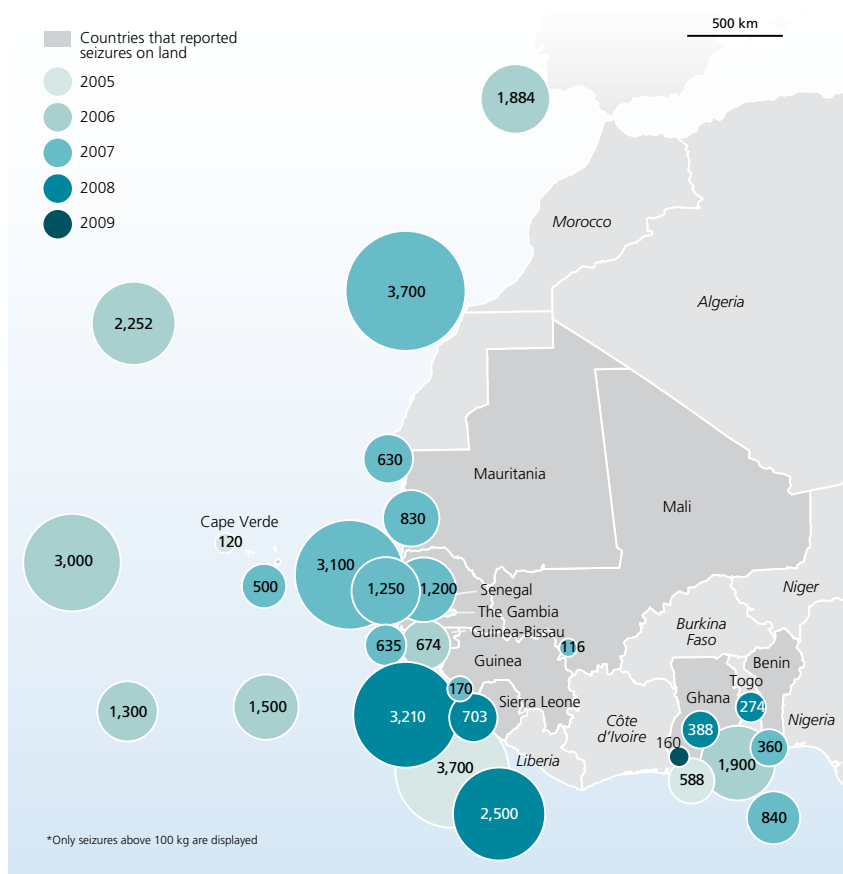 500 km
Countries that reported
seizures on land
2005
2006
2007
2008
2009
1,884
Morocco
3,700
Algeria
2,252
630
Mauritania
Mali
830
Cape Verde
120
3,000
3,100
500
1,250
1,200
Senegal
The Gambia
Guinea-Bissau
Niger
Burkina
Faso
635
674
116
Guinea
Benin
Togo
170
Sierra Leone
Ghana
274
1,300
1,500
3,210
703
Côte
d’Ivoire
388
Nigeria
160
360
Liberia
3,700
1,900
588
2,500
840
*Only seizures above 100 kg are displayed